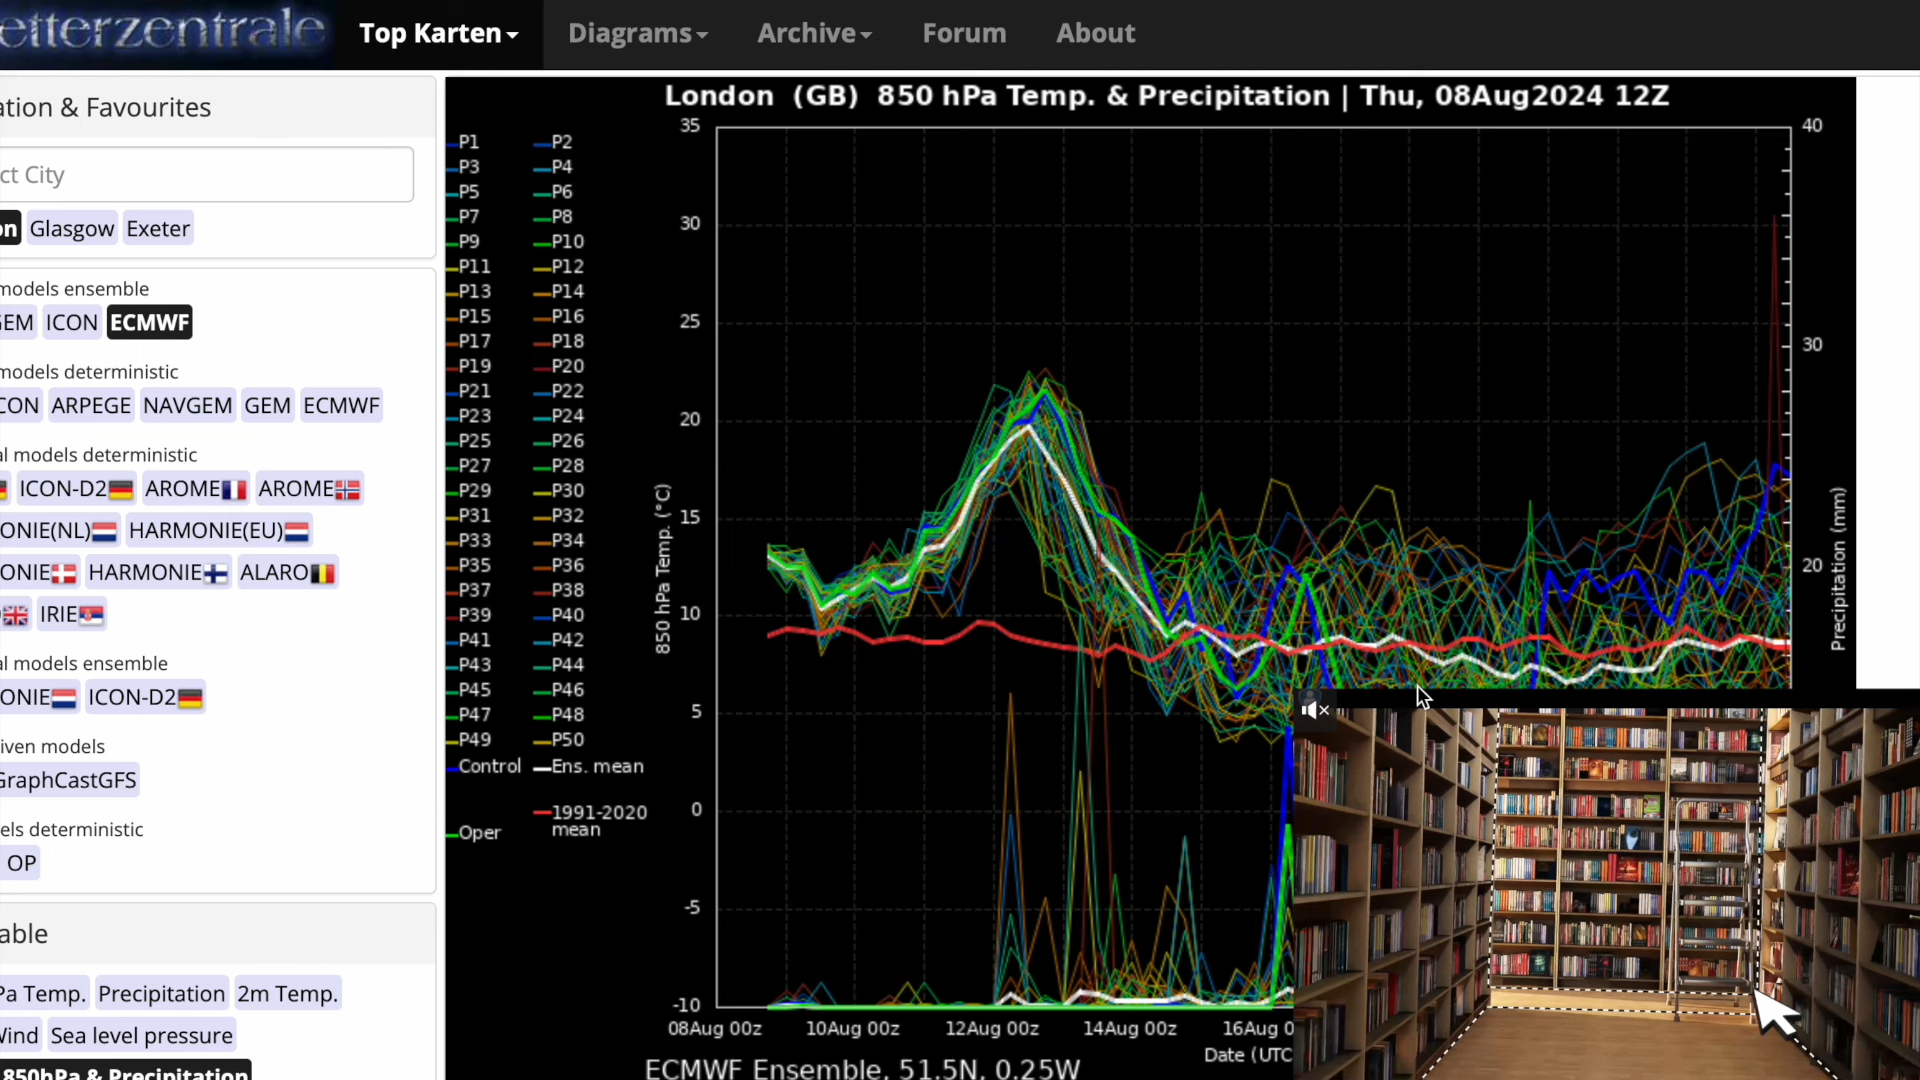 etterzentrale
Top Karten
Diagrams
Archive
Forum
About
ation & Favourites
ct City
on
Glasgow
Exeter
models ensemble
GEM
ICON
ECMWF
models deterministic
CON
ARPEGE
NAVGEM
GEM
ECMWF
al models deterministic
ICON-D2
AROME
AROME
ONIE(NL)
HARMONIE(EU)
ONIE
HARMONIE
ALARO
IRIE
al models ensemble
ONIE
ICON-D2
iven models
GraphCastGFS
els deterministic
OP
able
Pa Temp.
Precipitation
2m Temp.
Wind
Sea level pressure
850hPa & Precipitation
London (GB) 850 hPa Temp. & Precipitation | Thu, 08Aug2024 12Z
P1 P2
P3 P4
P5 P6
P7 P8
P9 P10
P11 P12
P13 P14
P15 P16
P17 P18
P19 P20
P21 P22
P23 P24
P25 P26
P27 P28
P29 P30
P31 P32
P33 P34
P35 P36
P37 P38
P39 P40
P41 P42
P43 P44
P45 P46
P47 P48
P49 P50
Control Ens. mean
Oper
1991-2020
mean
850 hPa Temp. (°C)
35
30
25
20
15
10
5
0
-5
-10
40
30
20
Precipitation (mm)
08Aug 00z 10Aug 00z 12Aug 00z 14Aug 00z 16Aug 0
Date (UTC
ECMWF Ensemble, 51.5N, 0.25W